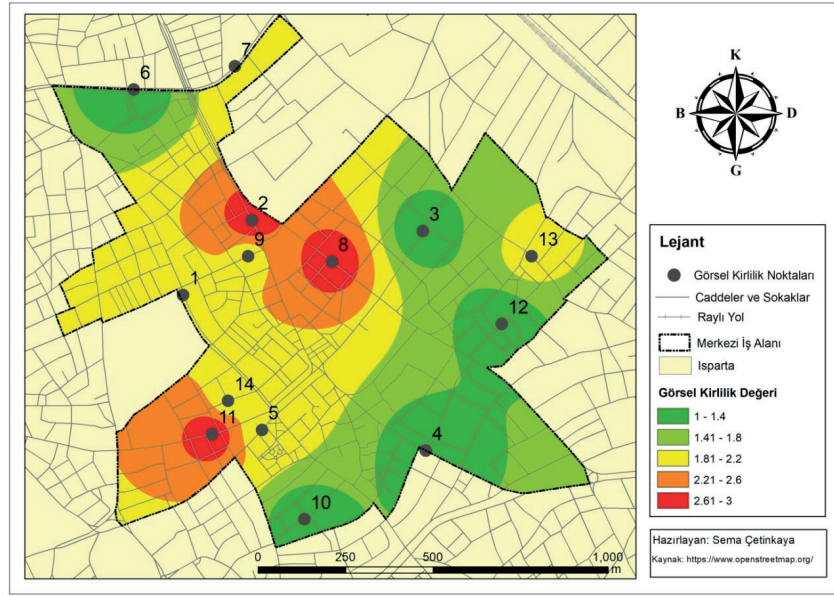 7
6
2
3
9
8
13
1
12
14
11
5
4
10
0
250
500
1,000
m
K
B
D
G
Lejant
Görsel Kirlilik Noktaları
Caddeler ve Sokaklar
Raylı Yol
Merkezi İş Alanı
Isparta
Görsel Kirlilik Değeri
1 - 1.4
1.41 - 1.8
1.81 - 2.2
2.21 - 2.6
2.61 - 3
Hazırlayan: Sema Çetinkaya
Kaynak: https://www.openstreetmap.org/